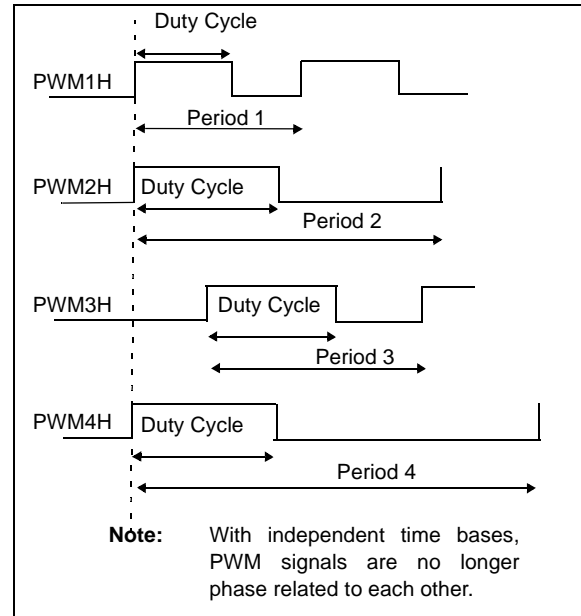 Duty Cycle
PWM1H
Period 1
PWM2H
Duty Cycle
Period 2
PWM3H
Duty Cycle
Period 3
PWM4H
Duty Cycle
Period 4
Note: With independent time bases,
PWM signals are no longer
phase related to each other.